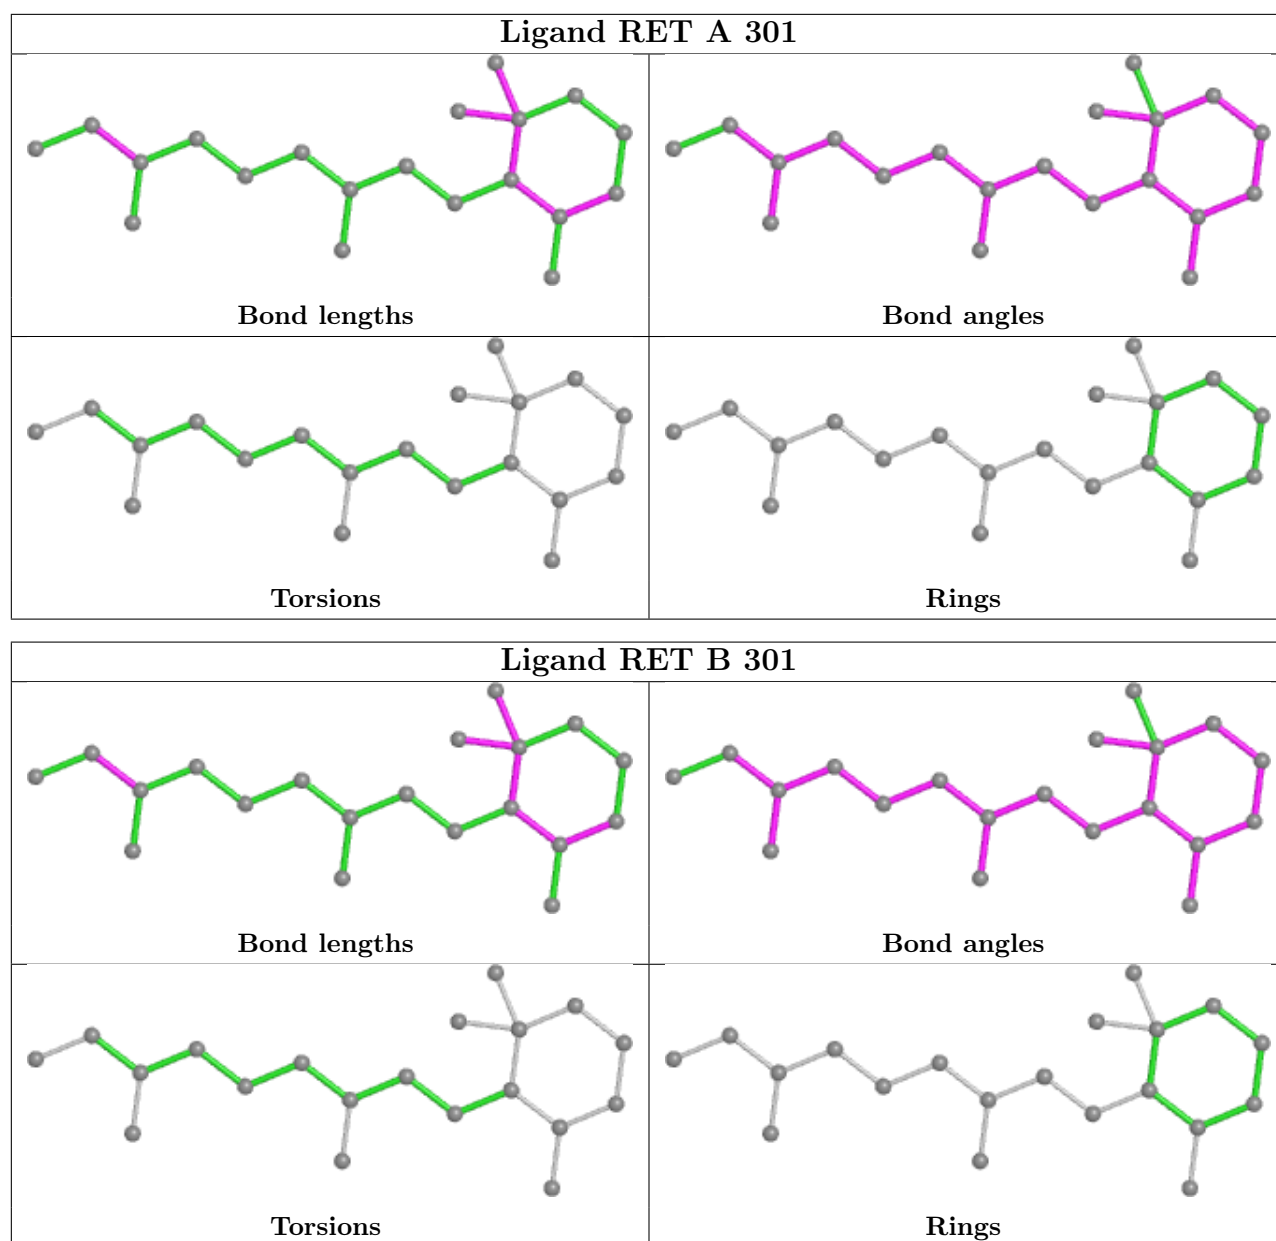 Ligand RET A 301
Bond lengths
Bond angles
Torsions
Rings
Ligand RET B 301
Bond lengths
Bond angles
Torsions
Rings